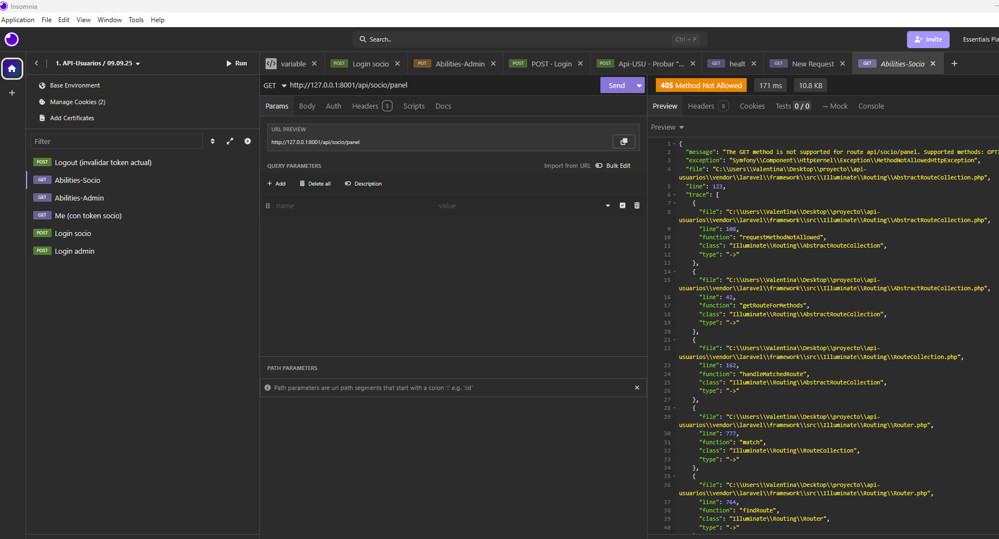 Insomnia
Application File Edit View Window Tools Help
Search.. Ctrl + P
Invite
Essentials Pla
1. API-Usuarios / 09.09.25
Run
Base Environment
Manage Cookies (2)
Add Certificates
Filter
POST Logout (invalidar token actual)
GET Abilities-Socio
GET Abilities-Admin
GET Me (con token socio)
POST Login socio
POST Login admin
variable
POST Login socio
PUT Abilities-Admin
POST POST · Login
POST Api-USU - Probar "...
GET healt
GET New Request
GET Abilities-Socio
GET http://127.0.0.1:8001/api/socio/panel
Send
Params Body Auth Headers 5 Scripts Docs
URL PREVIEW
http://127.0.0.1:8001/api/socio/panel
QUERY PARAMETERS Import from URL Bulk Edit
+ Add Delete all Description
name value
PATH PARAMETERS
Path parameters are url path segments that start with a colon ':' e.g. ':id'
405 Method Not Allowed 171 ms 10.8 KB
Preview Headers 8 Cookies Tests 0 / 0 → Mock Console
Preview
1 {
2 "message": "The GET method is not supported for route api/socio/panel. Supported methods: OPTI
3 "exception": "Symfony\\Component\\HttpKernel\\Exception\\MethodNotAllowedHttpException",
4 "file": "C:\\Users\\Valentina\\Desktop\\proyecto\\api-
usuarios\\vendor\\laravel\\framework\\src\\Illuminate\\Routing\\AbstractRouteCollection.php",
5 "line": 123,
6 "trace": [
7 {
8 "file": "C:\\Users\\Valentina\\Desktop\\proyecto\\api-
usuarios\\vendor\\laravel\\framework\\src\\Illuminate\\Routing\\AbstractRouteCollection.php",
9 "line": 108,
10 "function": "requestMethodNotAllowed",
11 "class": "Illuminate\\Routing\\AbstractRouteCollection",
12 "type": "->"
13 },
14 {
15 "file": "C:\\Users\\Valentina\\Desktop\\proyecto\\api-
usuarios\\vendor\\laravel\\framework\\src\\Illuminate\\Routing\\AbstractRouteCollection.php",
16 "line": 42,
17 "function": "getRouteForMethods",
18 "class": "Illuminate\\Routing\\AbstractRouteCollection",
19 "type": "->"
20 },
21 {
22 "file": "C:\\Users\\Valentina\\Desktop\\proyecto\\api-
usuarios\\vendor\\laravel\\framework\\src\\Illuminate\\Routing\\RouteCollection.php",
23 "line": 162,
24 "function": "handleMatchedRoute",
25 "class": "Illuminate\\Routing\\AbstractRouteCollection",
26 "type": "->"
27 },
28 {
29 "file": "C:\\Users\\Valentina\\Desktop\\proyecto\\api-
usuarios\\vendor\\laravel\\framework\\src\\Illuminate\\Routing\\Router.php",
30 "line": 777,
31 "function": "match",
32 "class": "Illuminate\\Routing\\RouteCollection",
33 "type": "->"
34 },
35 {
36 "file": "C:\\Users\\Valentina\\Desktop\\proyecto\\api-
usuarios\\vendor\\laravel\\framework\\src\\Illuminate\\Routing\\Router.php",
37 "line": 764,
38 "function": "findRoute",
39 "class": "Illuminate\\Routing\\Router",
40 "type": "->"